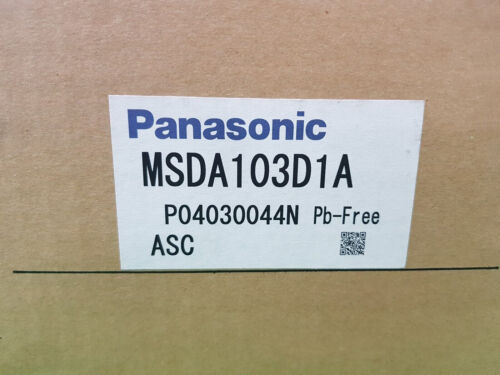 Panasonic
MSDA103D1A
P04030044N Pb-Free
ASC